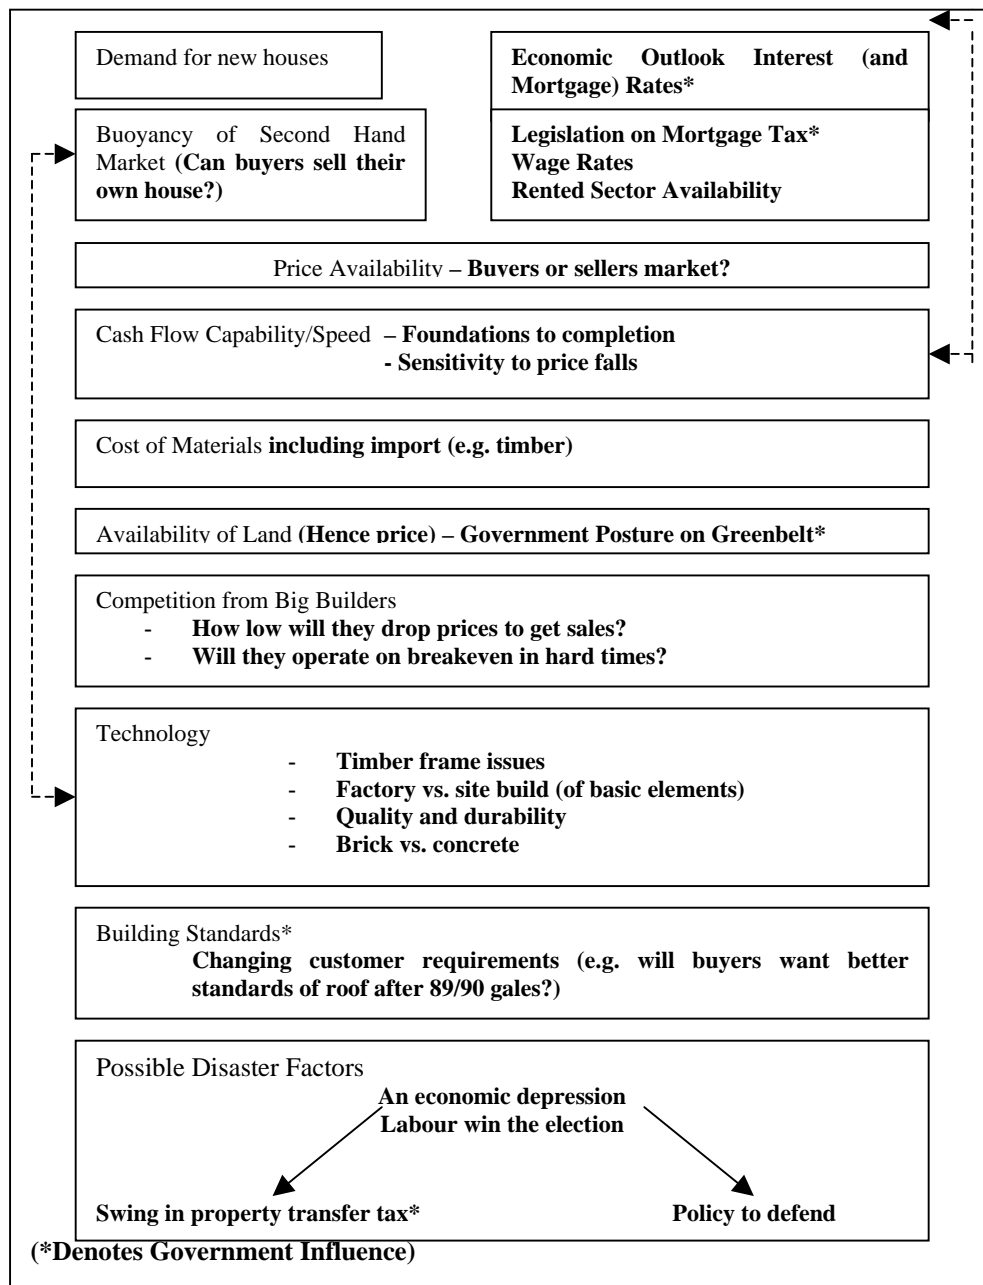 Demand for new houses
Economic Outlook Interest (and
Mortgage) Rates*
Buoyancy of Second Hand
Market (Can buyers sell their
own house?)
Legislation on Mortgage Tax*
Wage Rates
Rented Sector Availability
Price Availability – Buyers or sellers market?
Cash Flow Capability/Speed – Foundations to completion
- Sensitivity to price falls
Cost of Materials including import (e.g. timber)
Availability of Land (Hence price) – Government Posture on Greenbelt*
Competition from Big Builders
- How low will they drop prices to get sales?
- Will they operate on breakeven in hard times?
Technology
- Timber frame issues
- Factory vs. site build (of basic elements)
- Quality and durability
- Brick vs. concrete
Building Standards*
Changing customer requirements (e.g. will buyers want better
standards of roof after 89/90 gales?)
Possible Disaster Factors
An economic depression
Labour win the election
Swing in property transfer tax* Policy to defend
(*Denotes Government Influence)